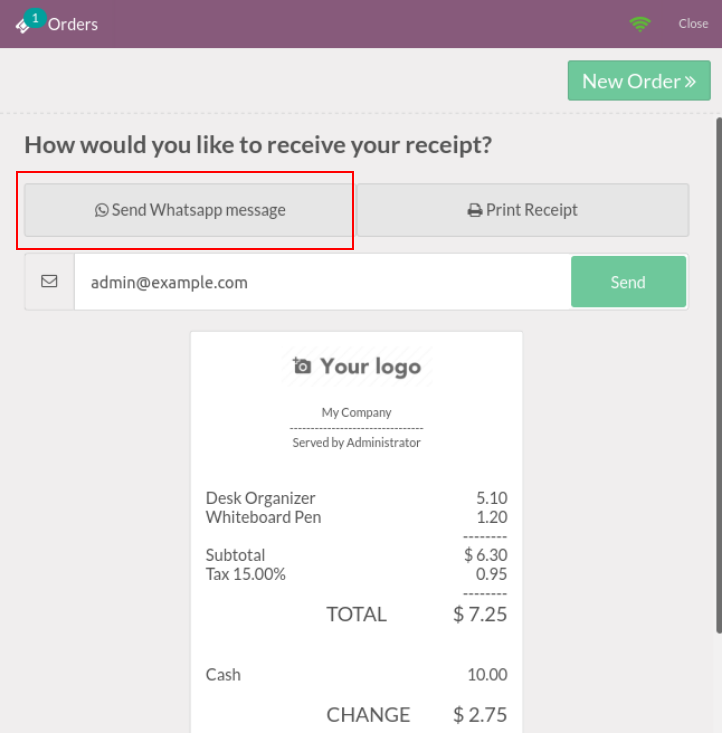 1 Orders Close
New Order »
How would you like to receive your receipt?
Send Whatsapp message Print Receipt
admin@example.com Send
Your logo
My Company
--------------------------------
Served by Administrator
Desk Organizer 5.10
Whiteboard Pen 1.20
--------
Subtotal $ 6.30
Tax 15.00% 0.95
--------
TOTAL $ 7.25
Cash 10.00
CHANGE $ 2.75